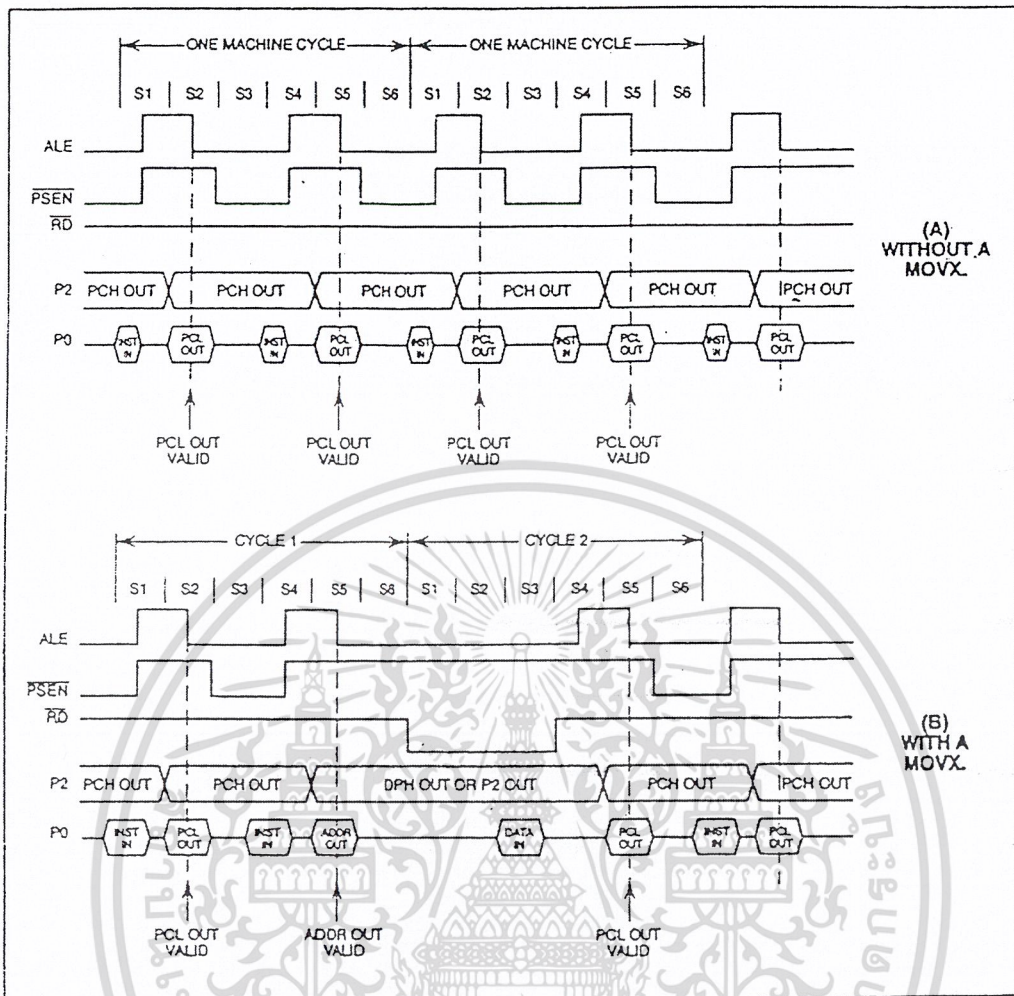 ONE MACHINE CYCLE ONE MACHINE CYCLE
S1 S2 S3 S4 S5 S6 S1 S2 S3 S4 S5 S6
ALE
PSEN
RD
P2 PCH OUT PCH OUT PCH OUT PCH OUT PCH OUT PCH OUT
P0 INST IN PCL OUT INST IN PCL OUT INST IN PCL OUT INST IN PCL OUT INST IN PCL OUT
PCL OUT VALID PCL OUT VALID PCL OUT VALID PCL OUT VALID
(A)
WITHOUT A
MOVX.
CYCLE 1 CYCLE 2
S1 S2 S3 S4 S5 S6 S1 S2 S3 S4 S5 S6
ALE
PSEN
RD
P2 PCH OUT PCH OUT DPH OUT OR P2 OUT PCH OUT PCH OUT
P0 INST IN PCL OUT INST IN ADDR OUT DATA IN PCL OUT INST IN PCL OUT
PCL OUT VALID ADDR OUT VALID PCL OUT VALID
(B)
WITH A
MOVX.